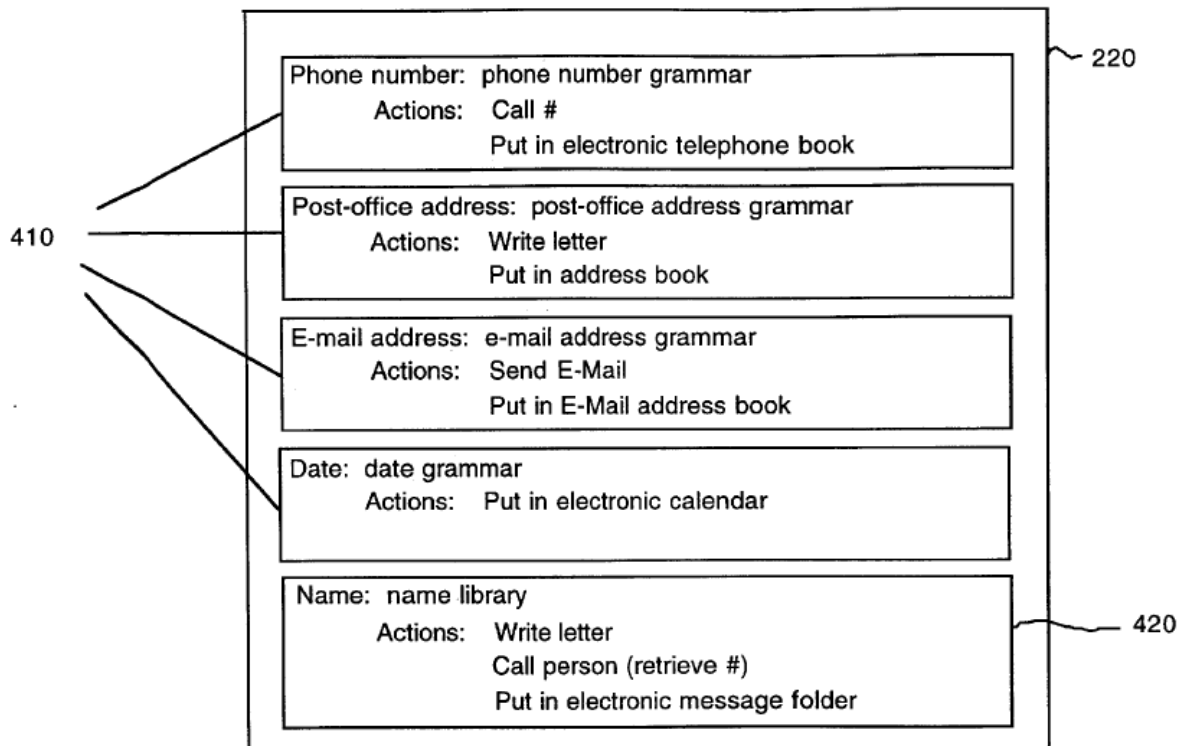 220
Phone number: phone number grammar
Actions: Call #
Put in electronic telephone book
Post-office address: post-office address grammar
410
Actions: Write letter
Put in address book
E-mail address: e-mail address grammar
Actions: Send E-Mail
Put in E-Mail address book
Date: date grammar
Actions: Put in electronic calendar
Name: name library
Actions: Write letter
420
Call person (retrieve #)
Put in electronic message folder